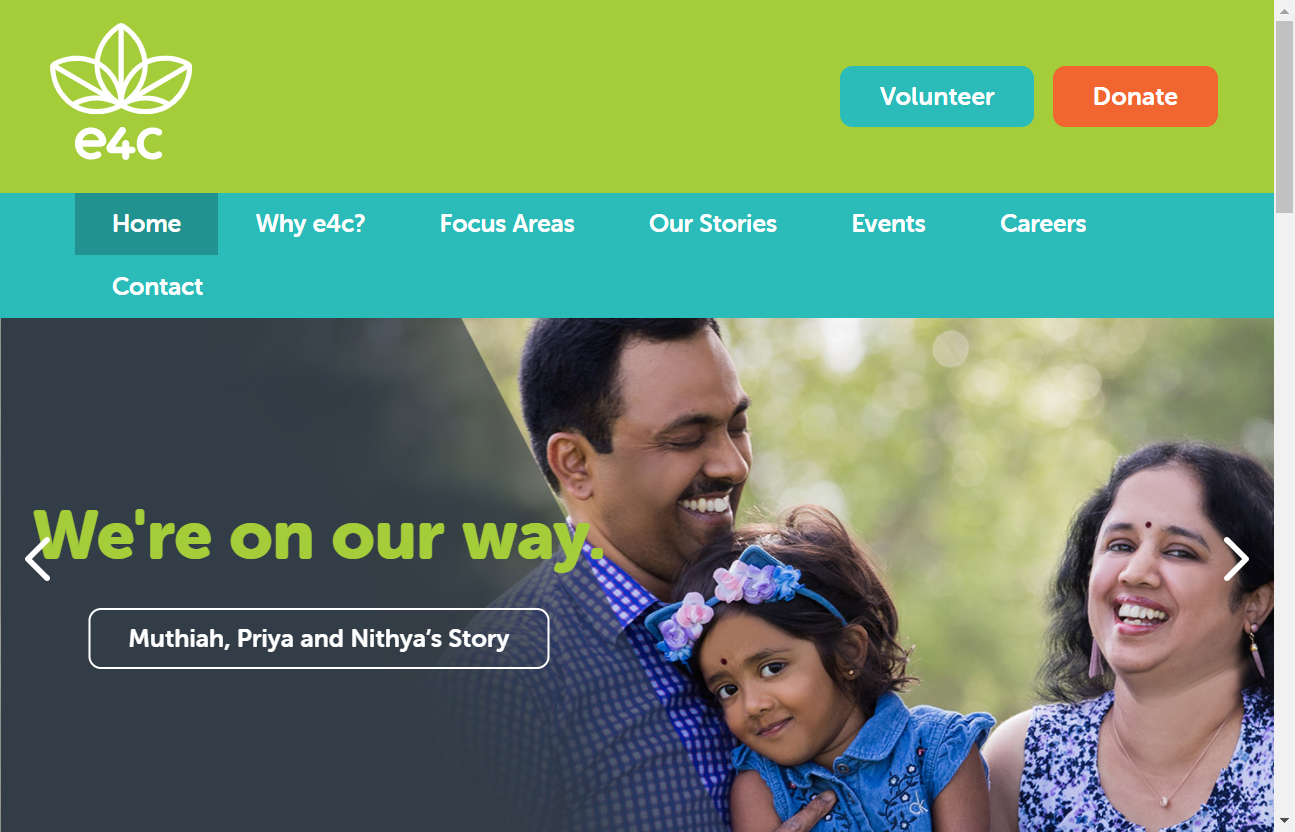 e4c
Volunteer
Donate
Home
Why e4c?
Focus Areas
Our Stories
Events
Careers
Contact
We're on our way.
Muthiah, Priya and Nithya’s Story
CK